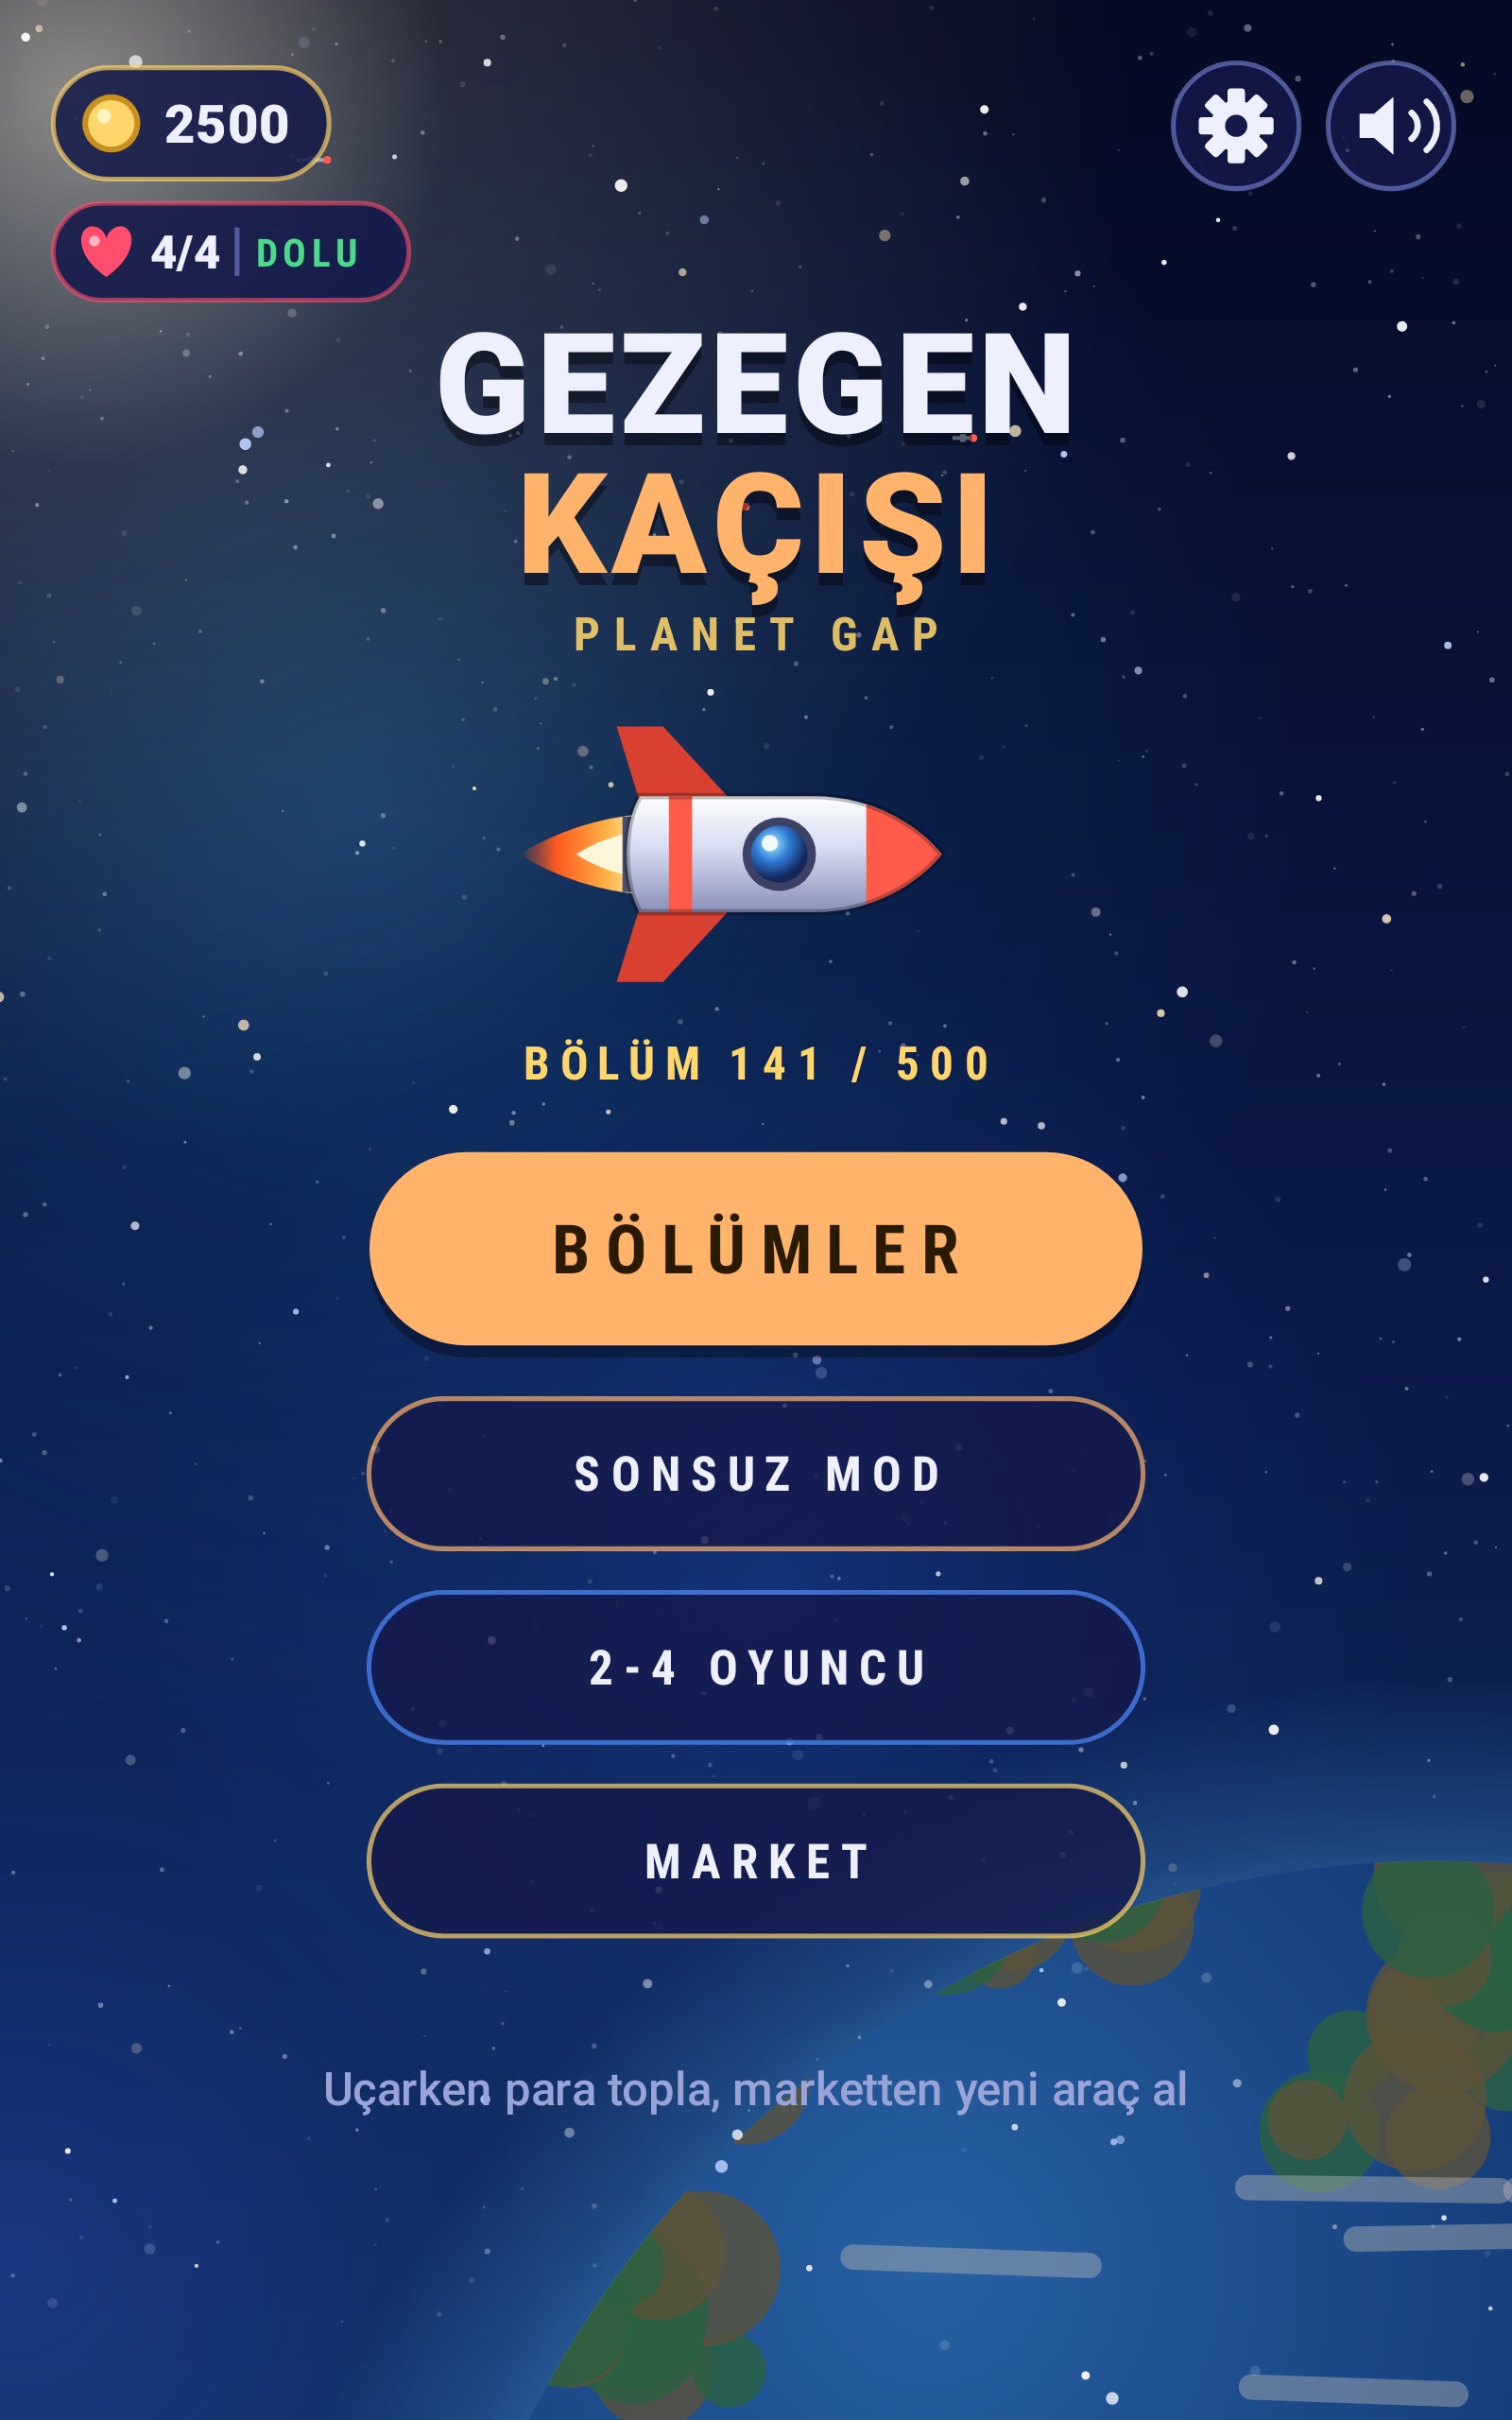 2500
4/4 | DOLU
GEZEGEN
KAÇIŞI
PLANET GAP
BÖLÜM 141 / 500
BÖLÜMLER
SONSUZ MOD
2-4 OYUNCU
MARKET
Uçarken para topla, marketten yeni araç al